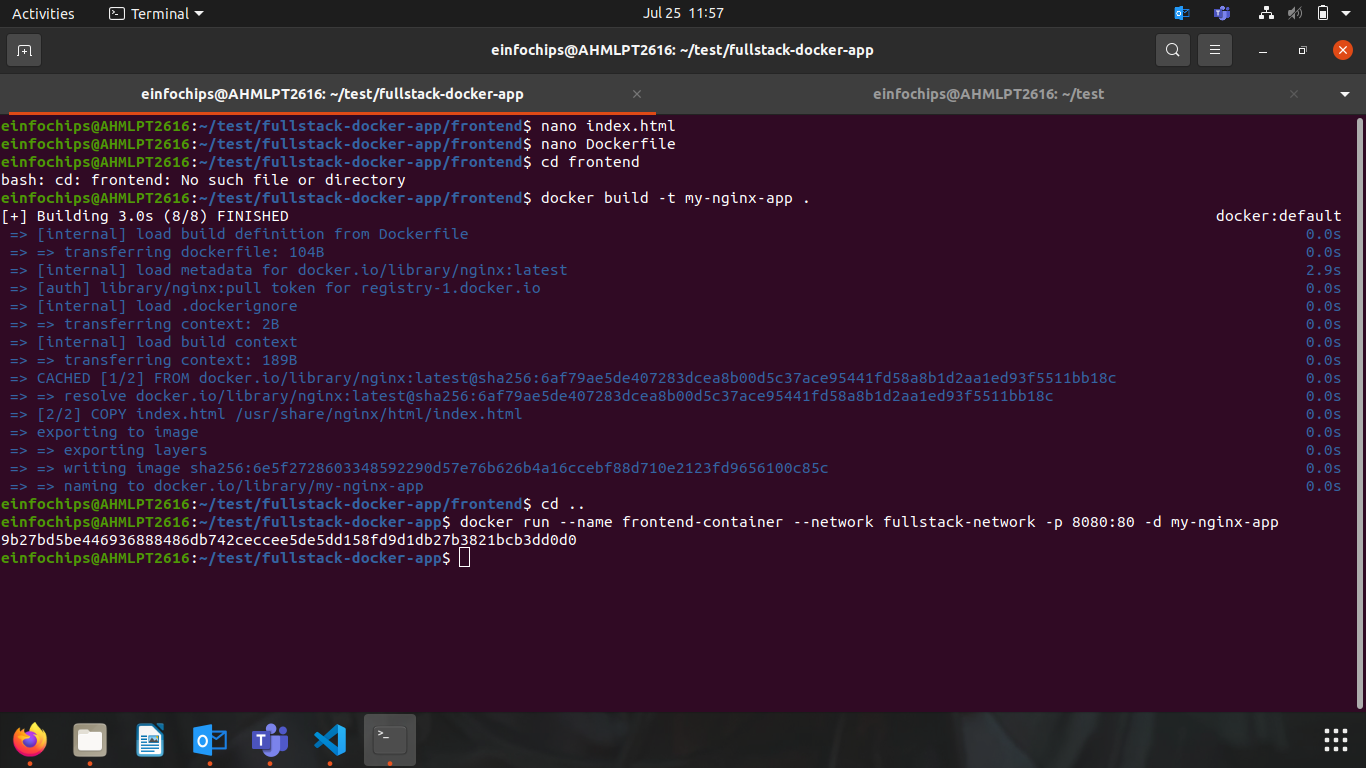 Activities Terminal Jul 25 11:57
einfochips@AHMLPT2616: ~/test/fullstack-docker-app
einfochips@AHMLPT2616: ~/test/fullstack-docker-app × einfochips@AHMLPT2616: ~/test ×
einfochips@AHMLPT2616:~/test/fullstack-docker-app/frontend$ nano index.html
einfochips@AHMLPT2616:~/test/fullstack-docker-app/frontend$ nano Dockerfile
einfochips@AHMLPT2616:~/test/fullstack-docker-app/frontend$ cd frontend
bash: cd: frontend: No such file or directory
einfochips@AHMLPT2616:~/test/fullstack-docker-app/frontend$ docker build -t my-nginx-app .
[+] Building 3.0s (8/8) FINISHED docker:default
=> [internal] load build definition from Dockerfile 0.0s
=> => transferring dockerfile: 104B 0.0s
=> [internal] load metadata for docker.io/library/nginx:latest 2.9s
=> [auth] library/nginx:pull token for registry-1.docker.io 0.0s
=> [internal] load .dockerignore 0.0s
=> => transferring context: 2B 0.0s
=> [internal] load build context 0.0s
=> => transferring context: 189B 0.0s
=> CACHED [1/2] FROM docker.io/library/nginx:latest@sha256:6af79ae5de407283dcea8b00d5c37ace95441fd58a8b1d2aa1ed93f5511bb18c 0.0s
=> => resolve docker.io/library/nginx:latest@sha256:6af79ae5de407283dcea8b00d5c37ace95441fd58a8b1d2aa1ed93f5511bb18c 0.0s
=> [2/2] COPY index.html /usr/share/nginx/html/index.html 0.0s
=> exporting to image 0.0s
=> => exporting layers 0.0s
=> => writing image sha256:6e5f2728603348592290d57e76b626b4a16ccebf88d710e2123fd9656100c85c 0.0s
=> => naming to docker.io/library/my-nginx-app 0.0s
einfochips@AHMLPT2616:~/test/fullstack-docker-app/frontend$ cd ..
einfochips@AHMLPT2616:~/test/fullstack-docker-app$ docker run --name frontend-container --network fullstack-network -p 8080:80 -d my-nginx-app
9b27bd5be446936888486db742ceccee5de5dd158fd9d1db27b3821bcb3dd0d0
einfochips@AHMLPT2616:~/test/fullstack-docker-app$